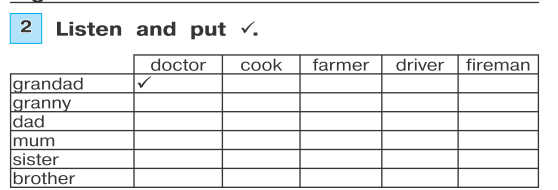 2 Listen and put ✓.
doctor cook farmer driver fireman
grandad ✓
granny
dad
mum
sister
brother